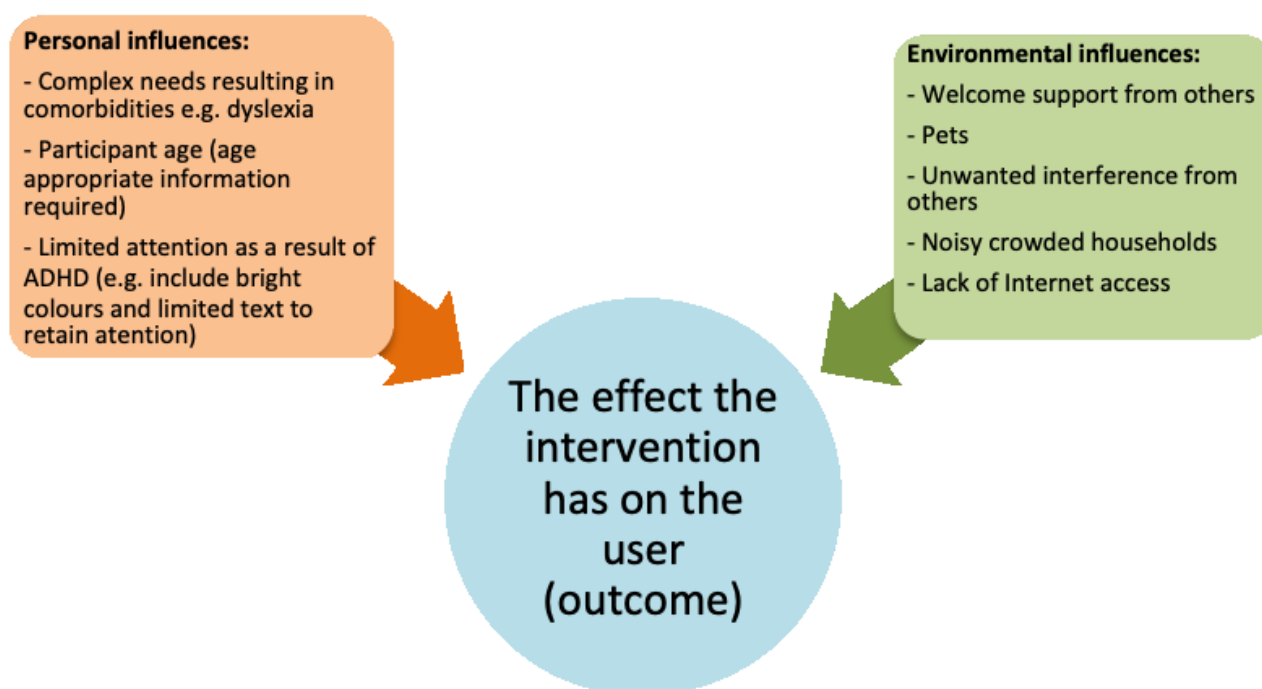 Personal influences:
- Complex needs resulting in
comorbidities e.g. dyslexia
- Participant age (age
appropriate information
required)
- Limited attention as a result of
ADHD (e.g. include bright
colours and limited text to
retain atention)
Environmental influences:
- Welcome support from others
- Pets
- Unwanted interference from
others
- Noisy crowded households
- Lack of Internet access
The effect the
intervention
has on the
user
(outcome)